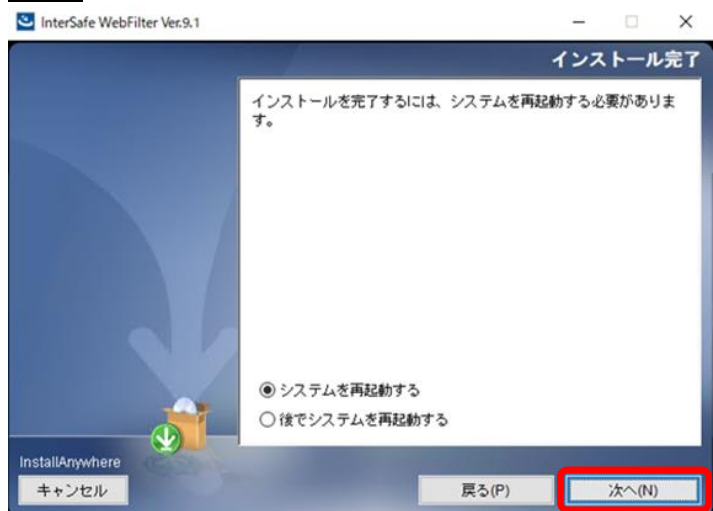 InterSafe WebFilter Ver.9.1
インストール完了
インストールを完了するには、システムを再起動する必要がありま
す。
システムを再起動する
後でシステムを再起動する
InstallAnywhere
キャンセル
戻る(P)
次へ(N)